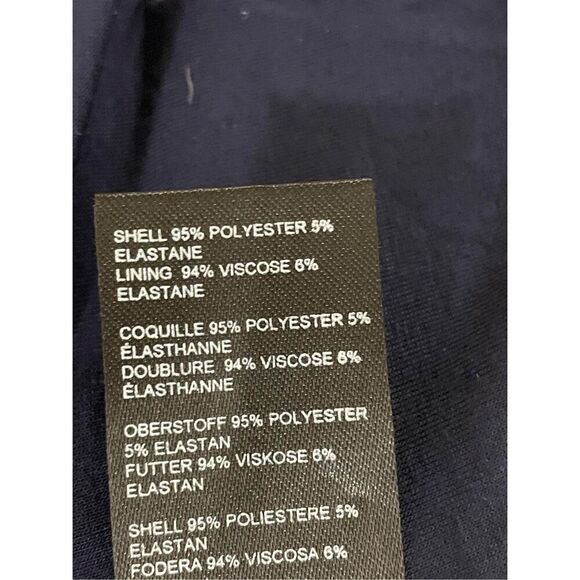 SHELL 95% POLYESTER 5%
ELASTANE
LINING 94% VISCOSE 6%
ELASTANE
COQUILLE 95% POLYESTER 5%
ÉLASTHANNE
DOUBLURE 94% VISCOSE 6%
ÉLASTHANNE
OBERSTOFF 95% POLYESTER
5% ELASTAN
FUTTER 94% VISKOSE 6%
ELASTAN
SHELL 95% POLIESTERE 5%
ELASTAN
FODERA 94% VISCOSA 6%